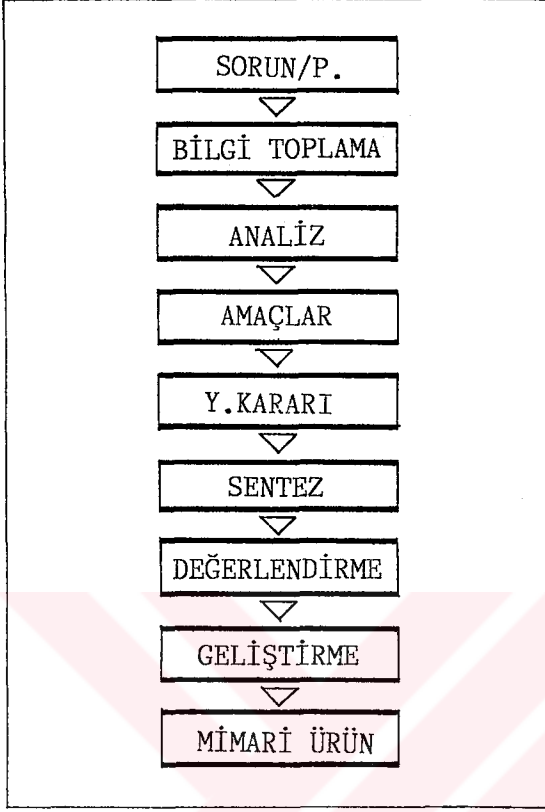 SORUN/P.
BİLGİ TOPLAMA
ANALİZ
AMAÇLAR
Y.KARARI
SENTEZ
DEĞERLENDİRME
GELİŞTİRME
MİMARİ ÜRÜN